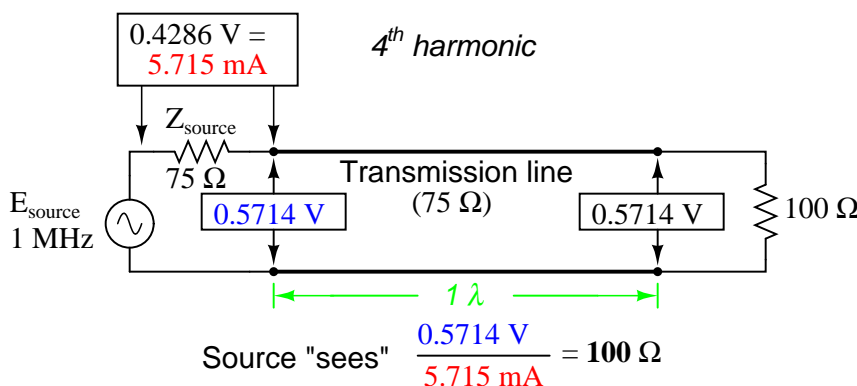 0.4286 V =
5.715 mA
4th harmonic
Zsource
75 Ω
Esource
1 MHz
0.5714 V
Transmission line
(75 Ω)
0.5714 V
100 Ω
1 λ
Source "sees" 0.5714 V / 5.715 mA = 100 Ω